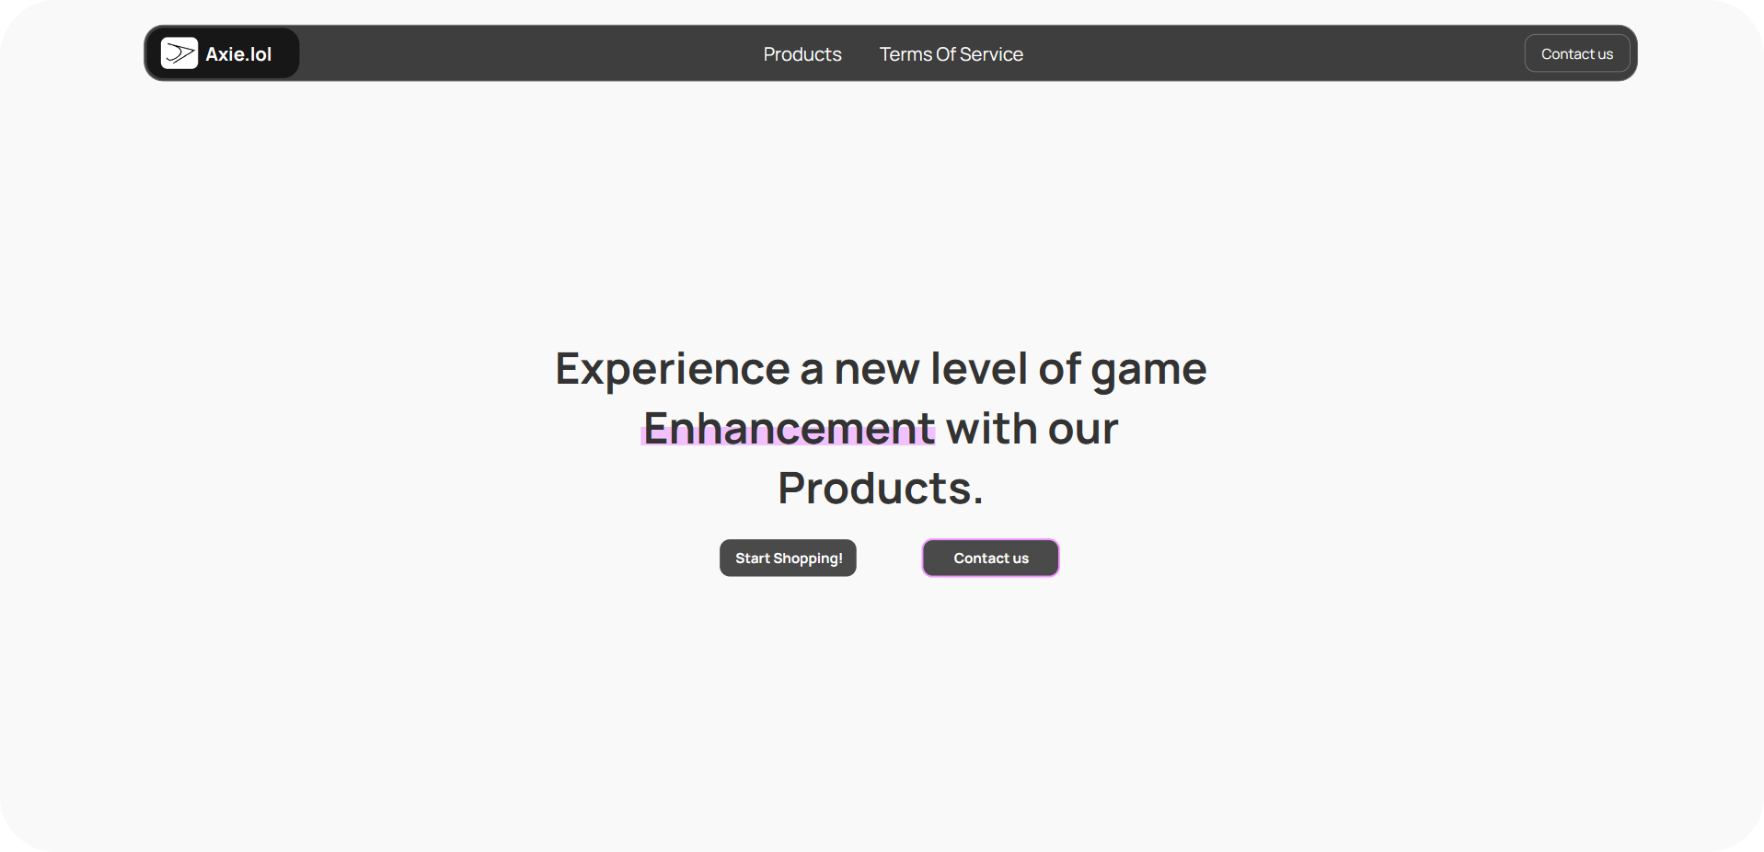 Axie.lol
Products
Terms Of Service
Contact us
Experience a new level of game
Enhancement with our
Products.
Start Shopping!
Contact us